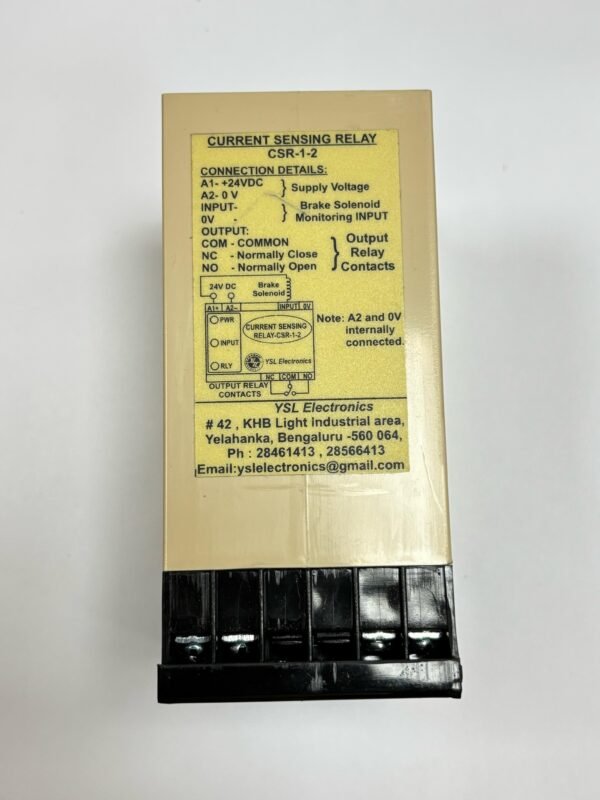 CURRENT SENSING RELAY
CSR-1-2
CONNECTION DETAILS:
A1- +24VDC
A2- 0 V
} Supply Voltage
INPUT-
0V -
} Brake Solenoid
Monitoring INPUT
OUTPUT:
COM - COMMON
NC - Normally Close
NO - Normally Open
} Output
Relay
Contacts
24V DC
Brake
Solenoid
A1+ A2- INPUT 0V
PWR
INPUT
RLY
CURRENT SENSING
RELAY-CSR-1-2
YSL Electronics
NC COM NO
OUTPUT RELAY
CONTACTS
Note: A2 and 0V
internally
connected.
YSL Electronics
# 42 , KHB Light industrial area,
Yelahanka, Bengaluru -560 064,
Ph : 28461413 , 28566413
Email:yslelectronics@gmail.com